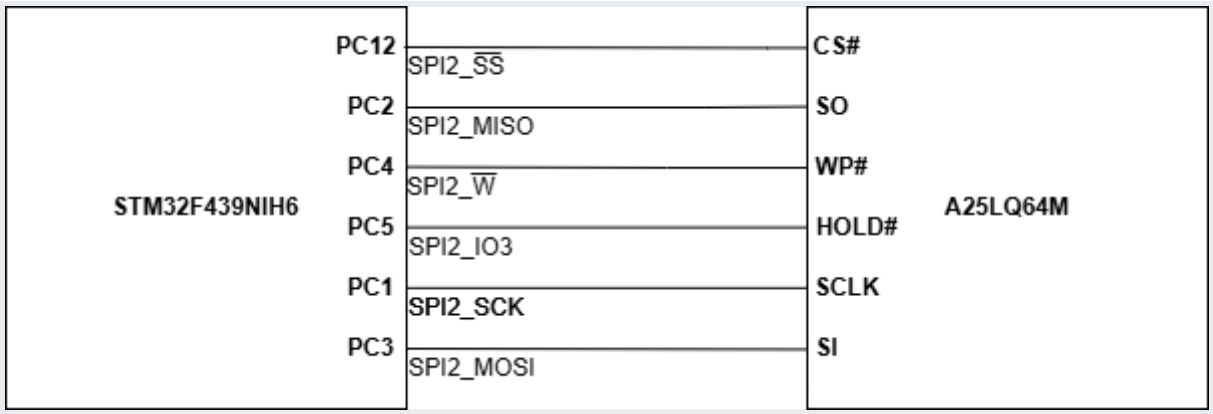 PC12 CS#
SPI2_S̅S̅
PC2 SO
SPI2_MISO
PC4 WP#
SPI2_W̅
STM32F439NIH6 A25LQ64M
PC5 HOLD#
SPI2_IO3
PC1 SCLK
SPI2_SCK
PC3 SI
SPI2_MOSI